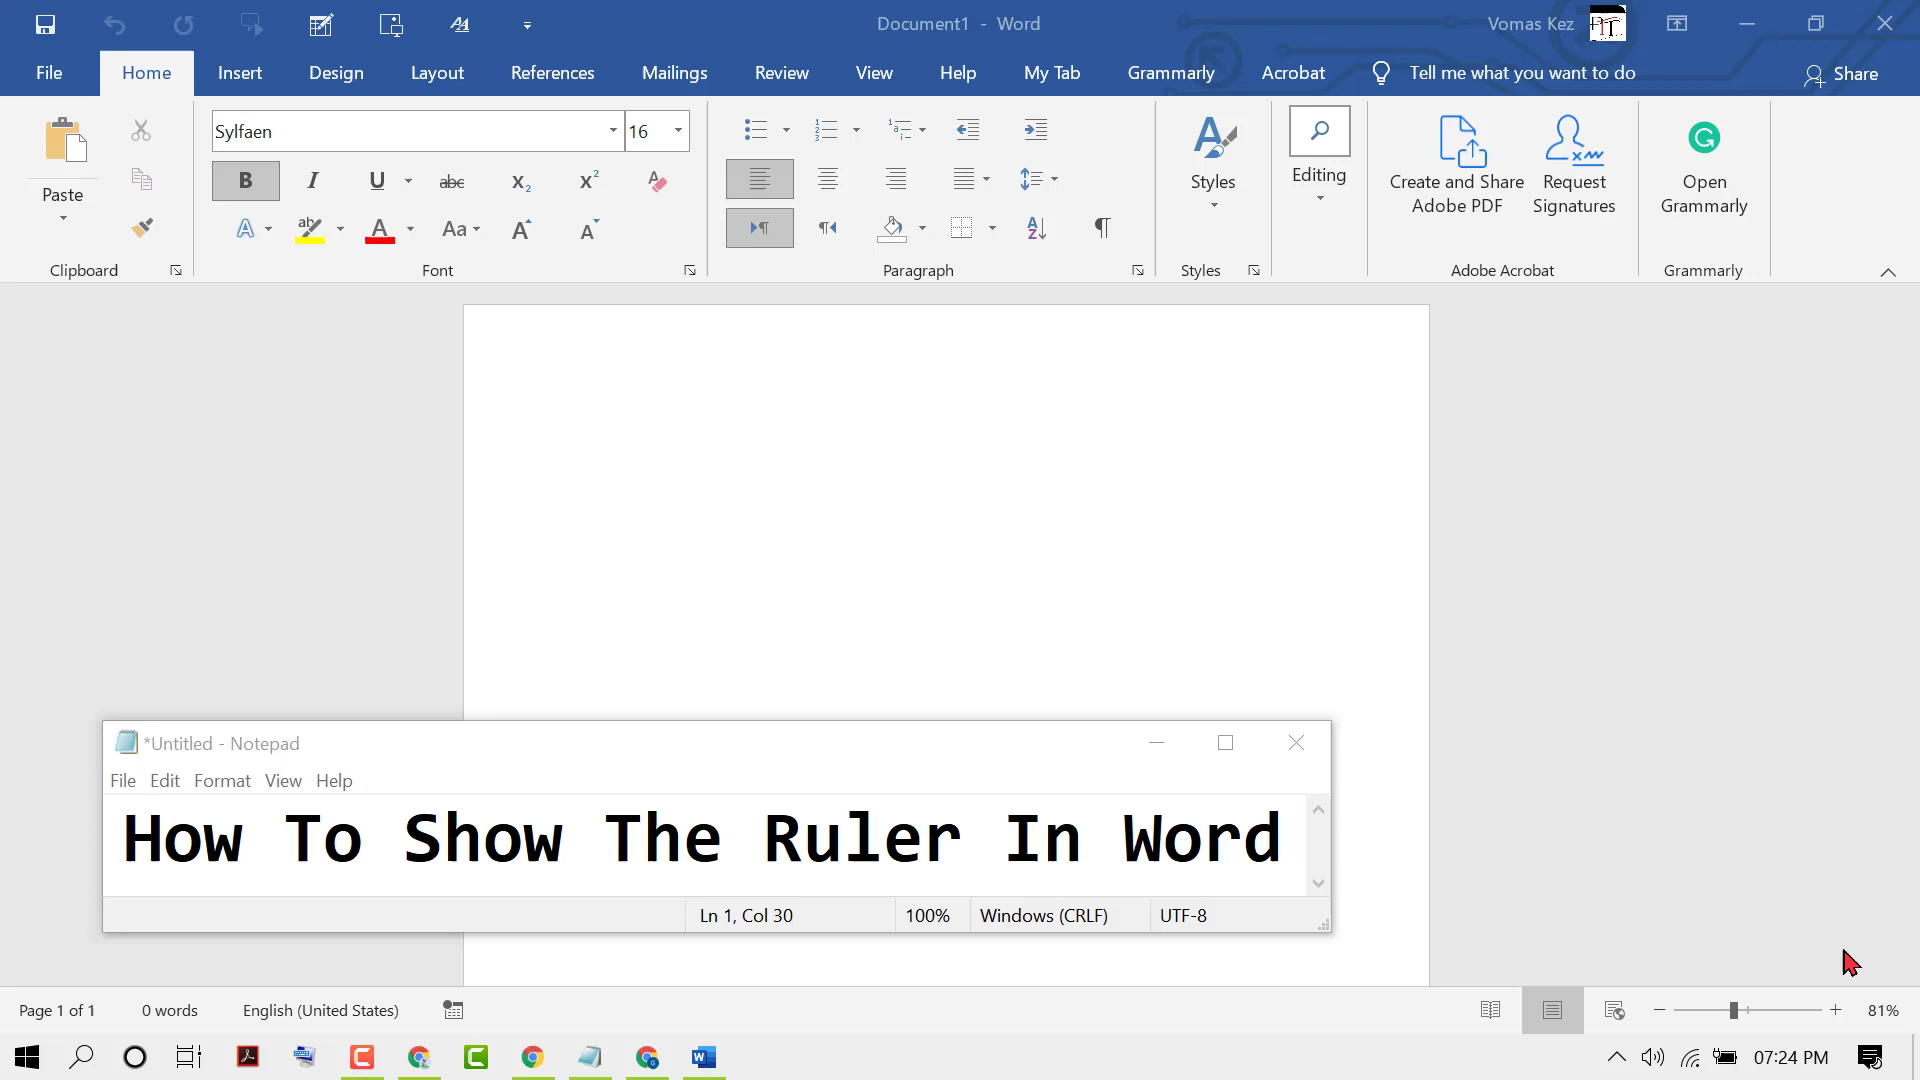 Document1 - Word
Vomas Kez
File Home Insert Design Layout References Mailings Review View Help My Tab Grammarly Acrobat Tell me what you want to do Share
Sylfaen 16
Paste
Styles
Editing
Create and Share
Adobe PDF
Request
Signatures
Open
Grammarly
Clipboard Font Paragraph Styles Adobe Acrobat Grammarly
*Untitled - Notepad
File Edit Format View Help
How To Show The Ruler In Word
Ln 1, Col 30 100% Windows (CRLF) UTF-8
Page 1 of 1 0 words English (United States) 81%
07:24 PM